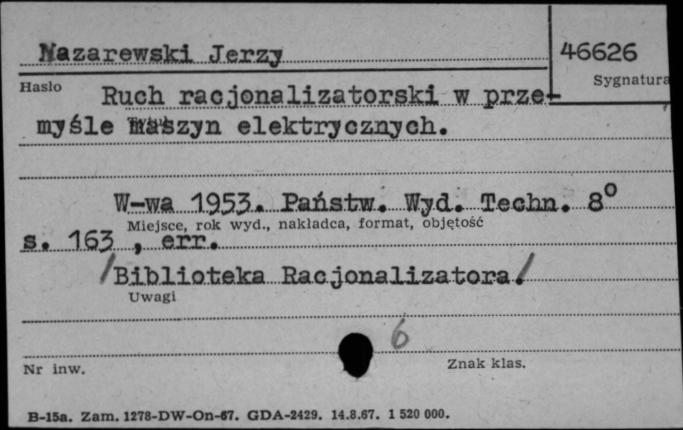 Nazarewski Jerzy
46626
Hasło
Sygnatura
Ruch racjonalizatorski w prze-
myśle maszyn elektrycznych.
W-wa 1953. Państw. Wyd. Techn. 8°
Miejsce, rok wyd., nakładca, format, objętość
s. 163 , err.
/Biblioteka Racjonalizatora/
Uwagi
6
Nr inw.
Znak klas.
B-15a. Zam. 1278-DW-On-67. GDA-2429. 14.8.67. 1 520 000.